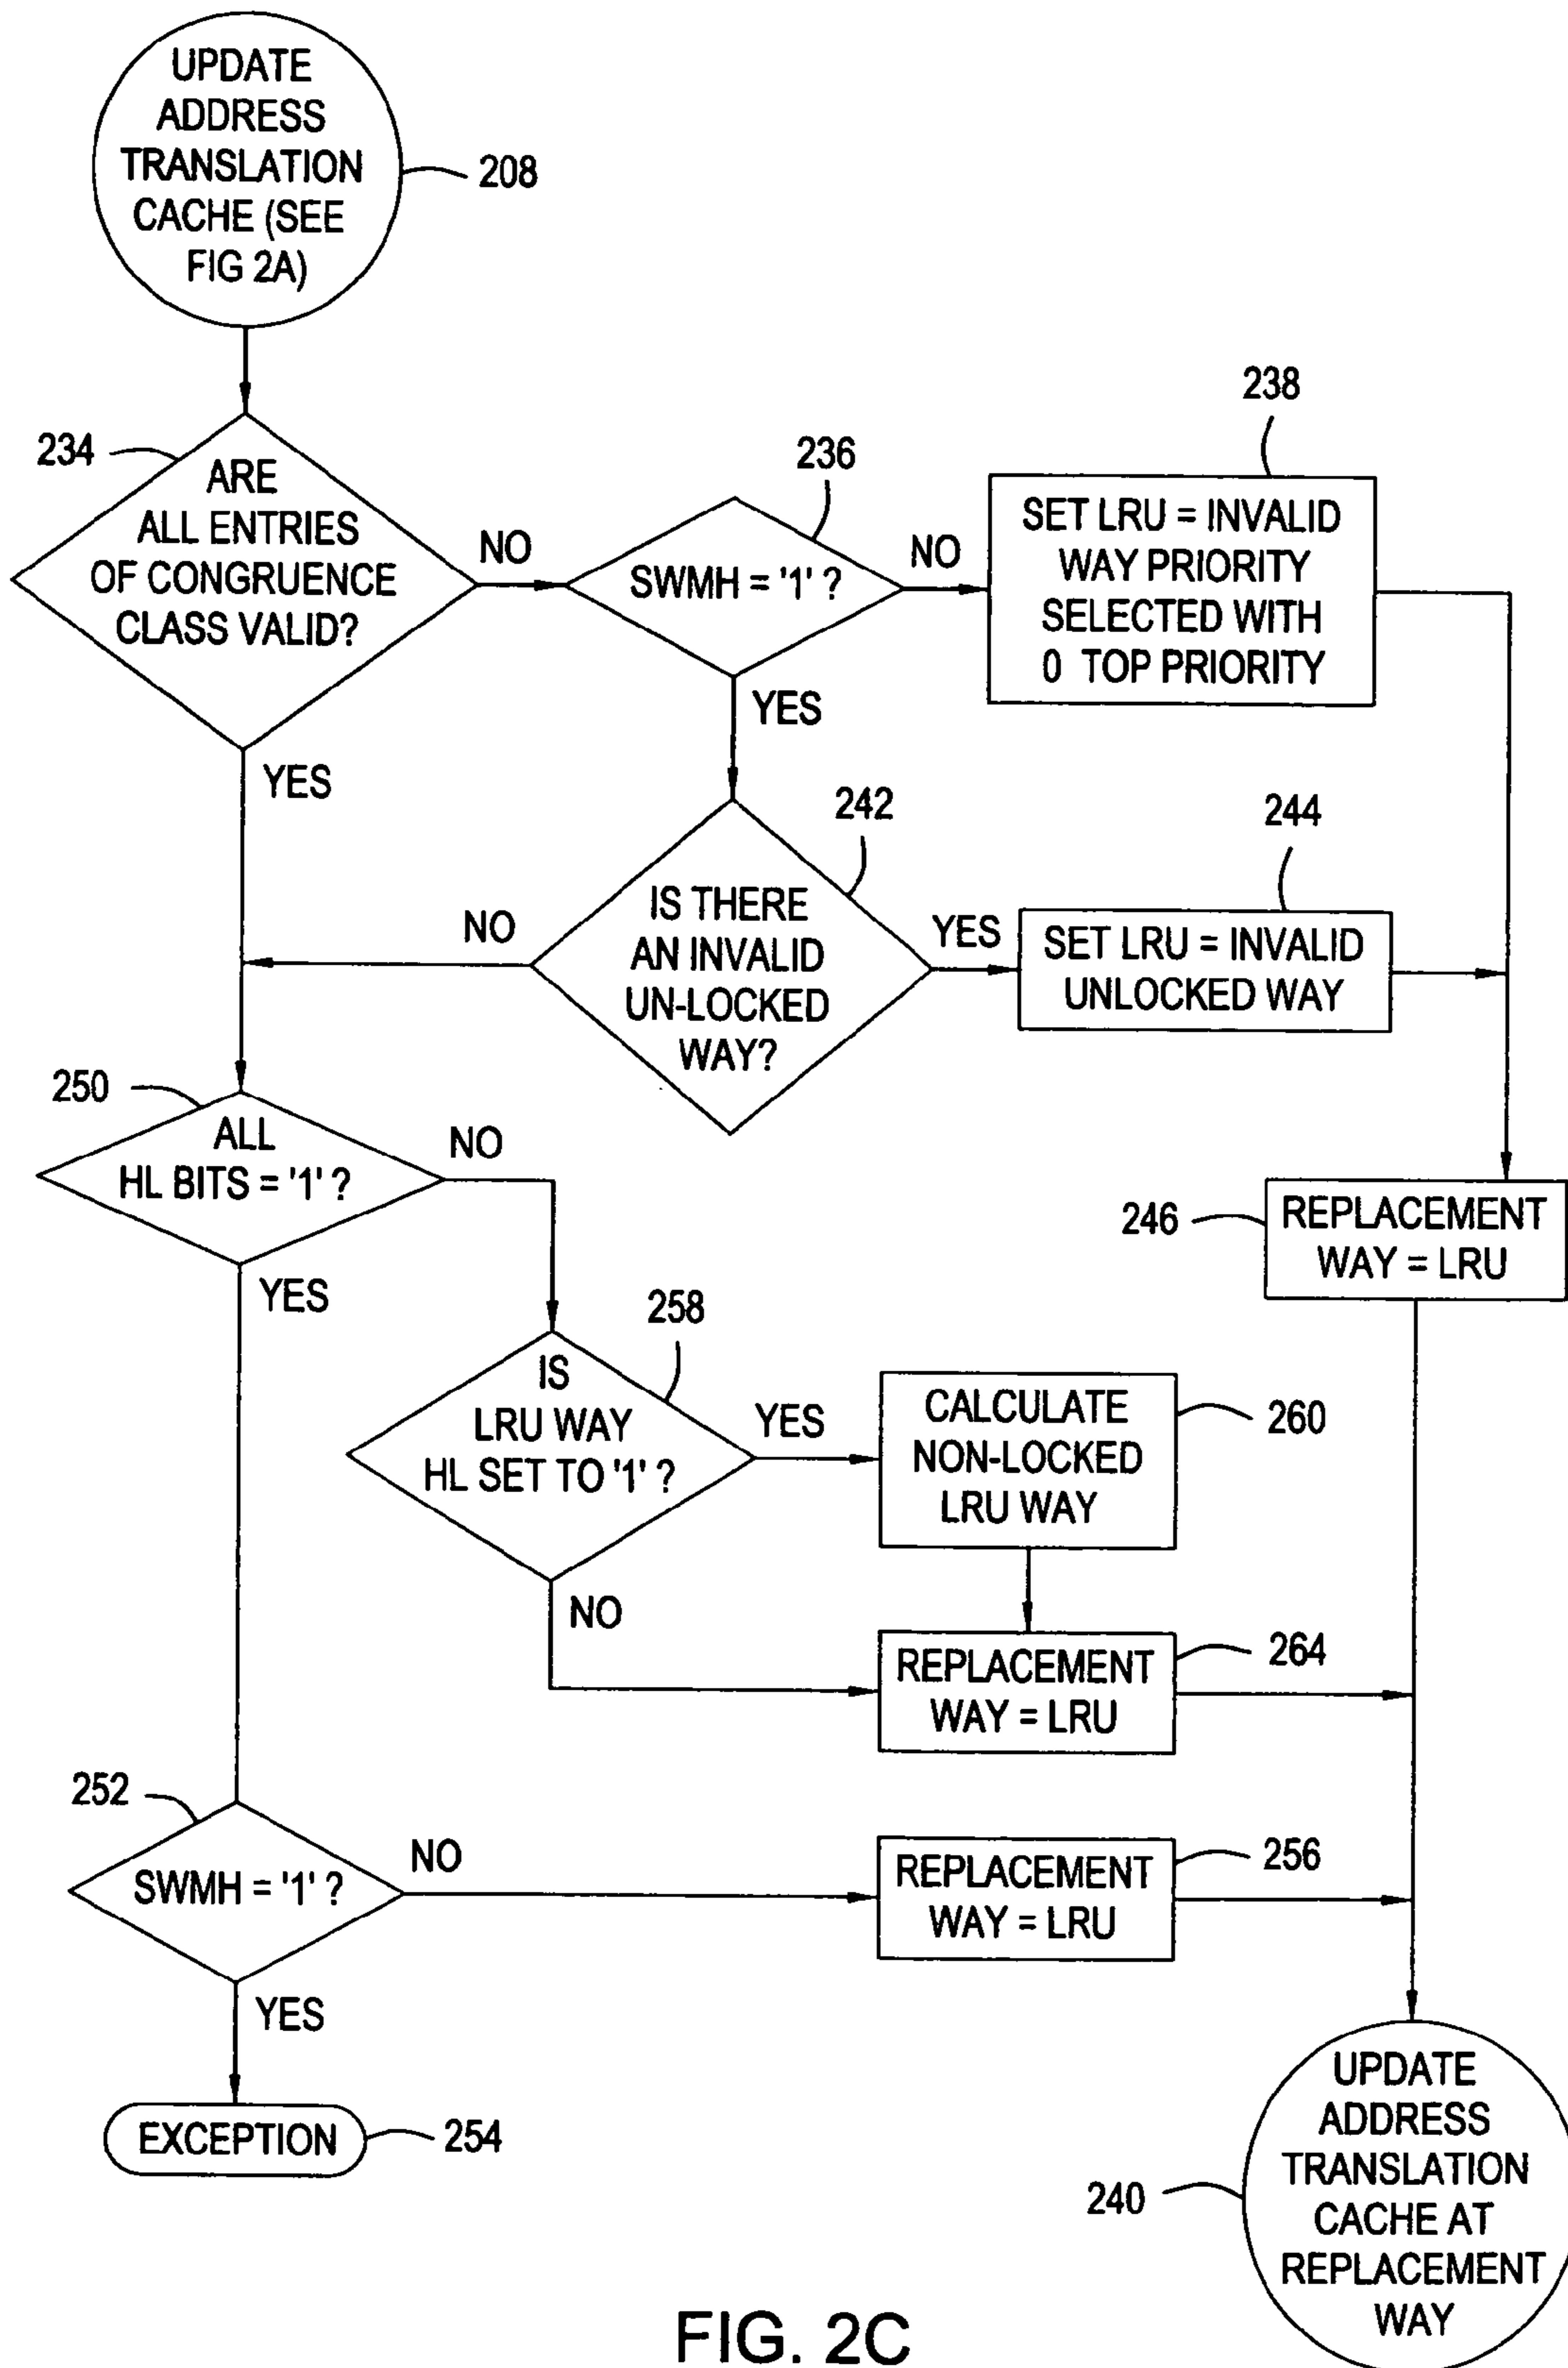 UPDATE
ADDRESS
TRANSLATION
CACHE (SEE
FIG 2A)
208
234
ARE
ALL ENTRIES
OF CONGRUENCE
CLASS VALID?
NO
YES
236
SWMH = '1' ?
NO
YES
238
SET LRU = INVALID
WAY PRIORITY
SELECTED WITH
0 TOP PRIORITY
242
IS THERE
AN INVALID
UN-LOCKED
WAY?
NO
YES
244
SET LRU = INVALID
UNLOCKED WAY
246
REPLACEMENT
WAY = LRU
250
ALL
HL BITS = '1' ?
NO
YES
258
IS
LRU WAY
HL SET TO '1' ?
YES
NO
CALCULATE
NON-LOCKED
LRU WAY
260
REPLACEMENT
WAY = LRU
264
252
SWMH = '1' ?
NO
YES
REPLACEMENT
WAY = LRU
256
EXCEPTION
254
240
UPDATE
ADDRESS
TRANSLATION
CACHE AT
REPLACEMENT
WAY
FIG. 2C